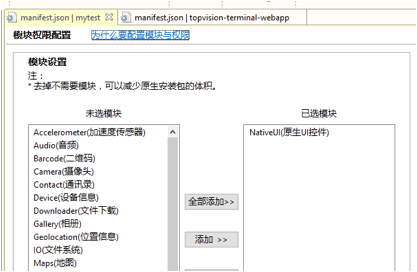 manifest.json | mytest
manifest.json | topvision-terminal-webapp
模块权限配置 为什么要配置模块与权限
模块设置
注：
* 去掉不需要模块，可以减少原生安装包的体积。
未选模块
已选模块
Accelerometer(加速度传感器)
Audio(音频)
Barcode(二维码)
Camera(摄像头)
Contact(通讯录)
Device(设备信息)
Downloader(文件下载)
Gallery(相册)
Geolocation(位置信息)
IO(文件系统)
Maps(地图)
全部添加>>
添加 >>
NativeUI(原生UI控件)